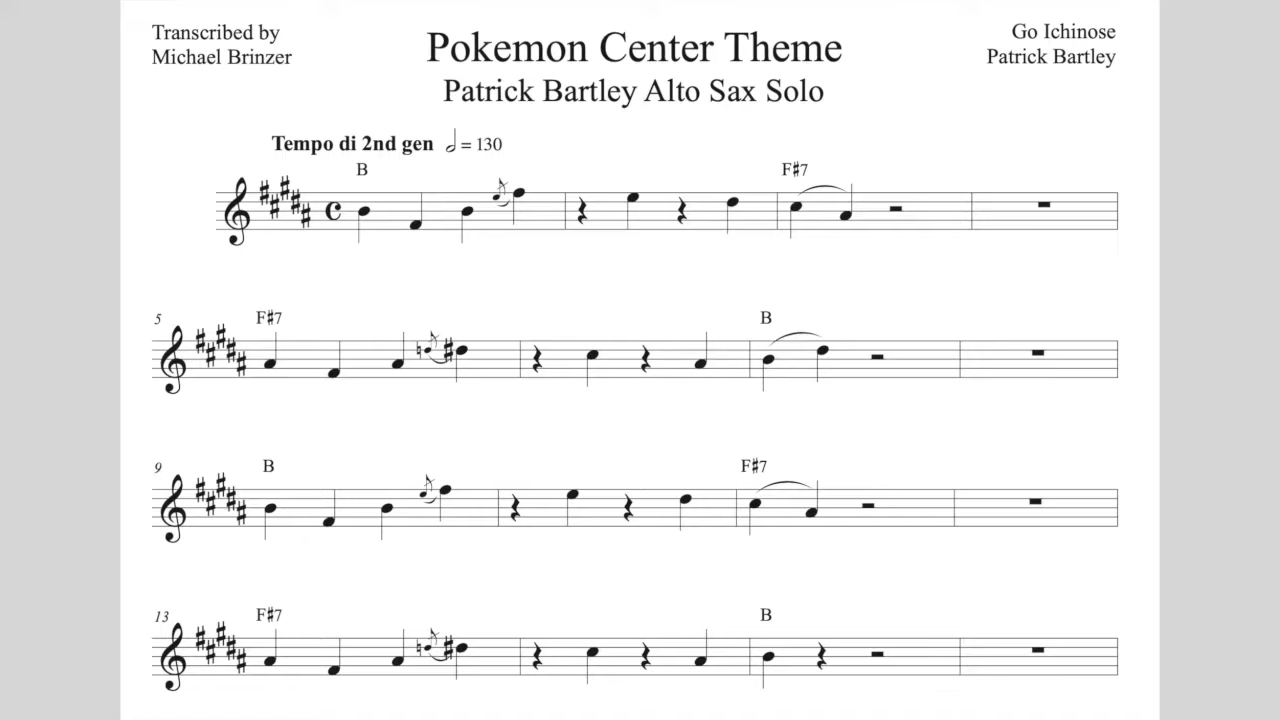 Transcribed by
Michael Brinzer
Pokemon Center Theme
Patrick Bartley Alto Sax Solo
Go Ichinose
Patrick Bartley
Tempo di 2nd gen 𝅗𝅥 = 130
B F♯7
5
F♯7 B
9
B F♯7
13
F♯7 B